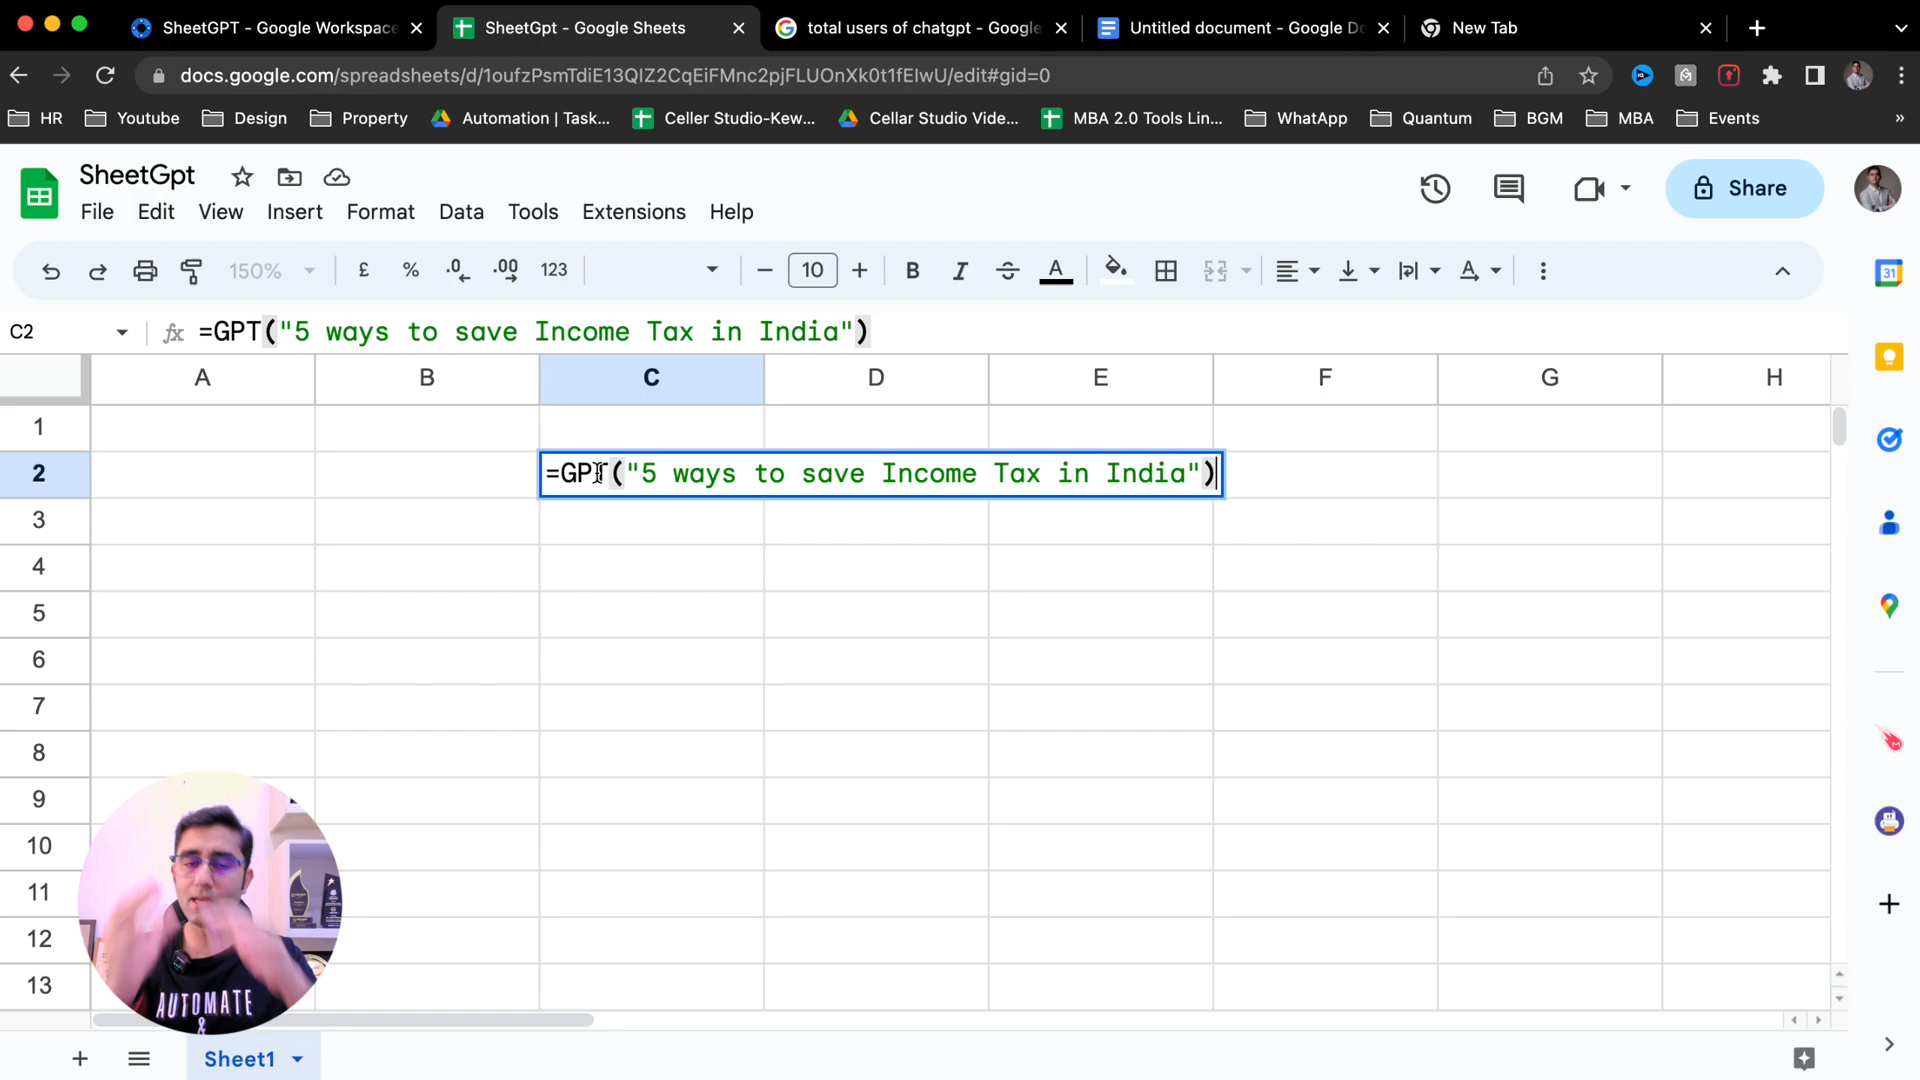 SheetGPT - Google Workspace
SheetGpt - Google Sheets
total users of chatgpt - Google
Untitled document - Google Do
New Tab
docs.google.com/spreadsheets/d/1oufzPsmTdiE13QIZ2CqEiFMnc2pjFLUOnXk0t1fEIwU/edit#gid=0
HR
Youtube
Design
Property
Automation | Task...
Celler Studio-Kew...
Cellar Studio Vide...
MBA 2.0 Tools Lin...
WhatApp
Quantum
BGM
MBA
Events
»
SheetGpt
Share
File Edit View Insert Format Data Tools Extensions Help
150% £ % .0 .00 123 10 B I A
31
C2
fx =GPT("5 ways to save Income Tax in India")
A B C D E F G H
1
2 =GPT("5 ways to save Income Tax in India")
3
4
5
6
7
8
9
10
11
12
13
AUTOMATE
&
Sheet1